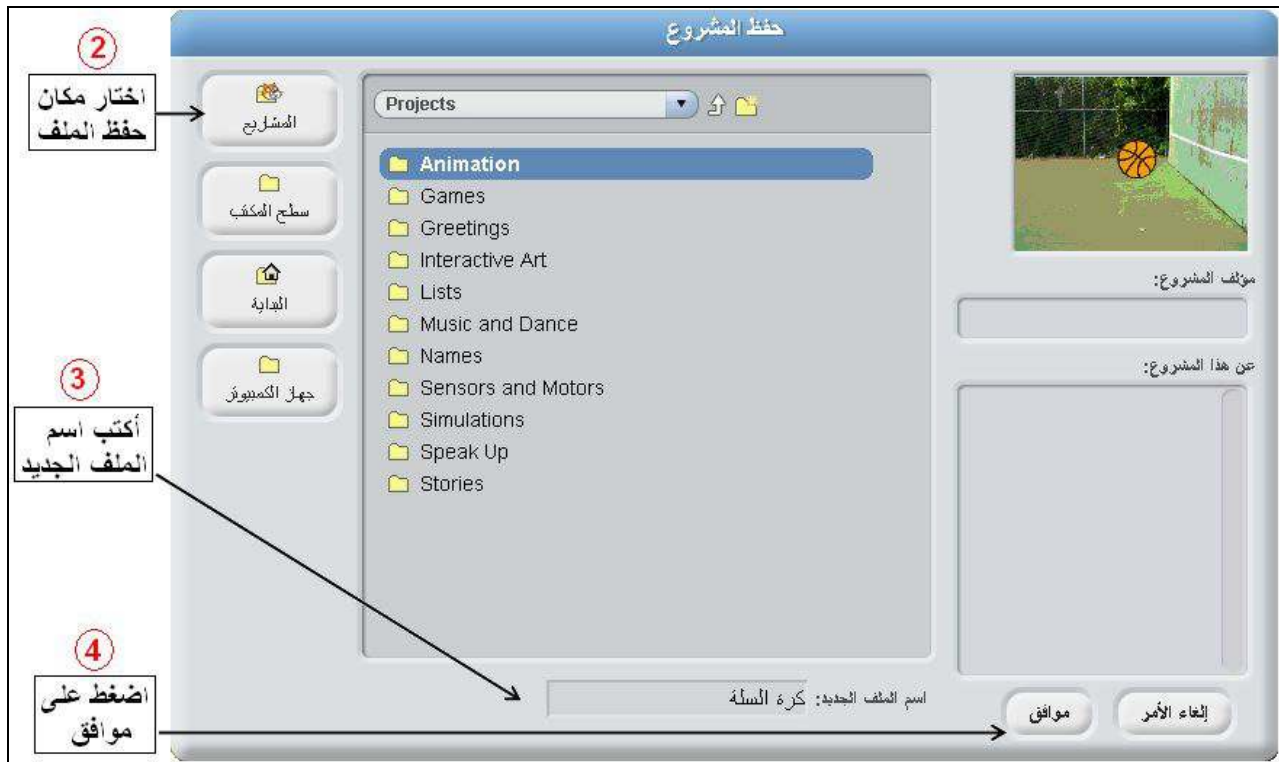 حفظ المشروع
②
اختار مكان
حفظ الملف
المشاريع
سطح المكتب
البداية
جهاز الكمبيوتر
Projects
Animation
Games
Greetings
Interactive Art
Lists
Music and Dance
Names
Sensors and Motors
Simulations
Speak Up
Stories
مؤلف المشروع:
عن هذا المشروع:
③
أكتب اسم
الملف الجديد
اسم الملف الجديد: كرة السلة
④
اضغط على
موافق
موافق
إلغاء الأمر